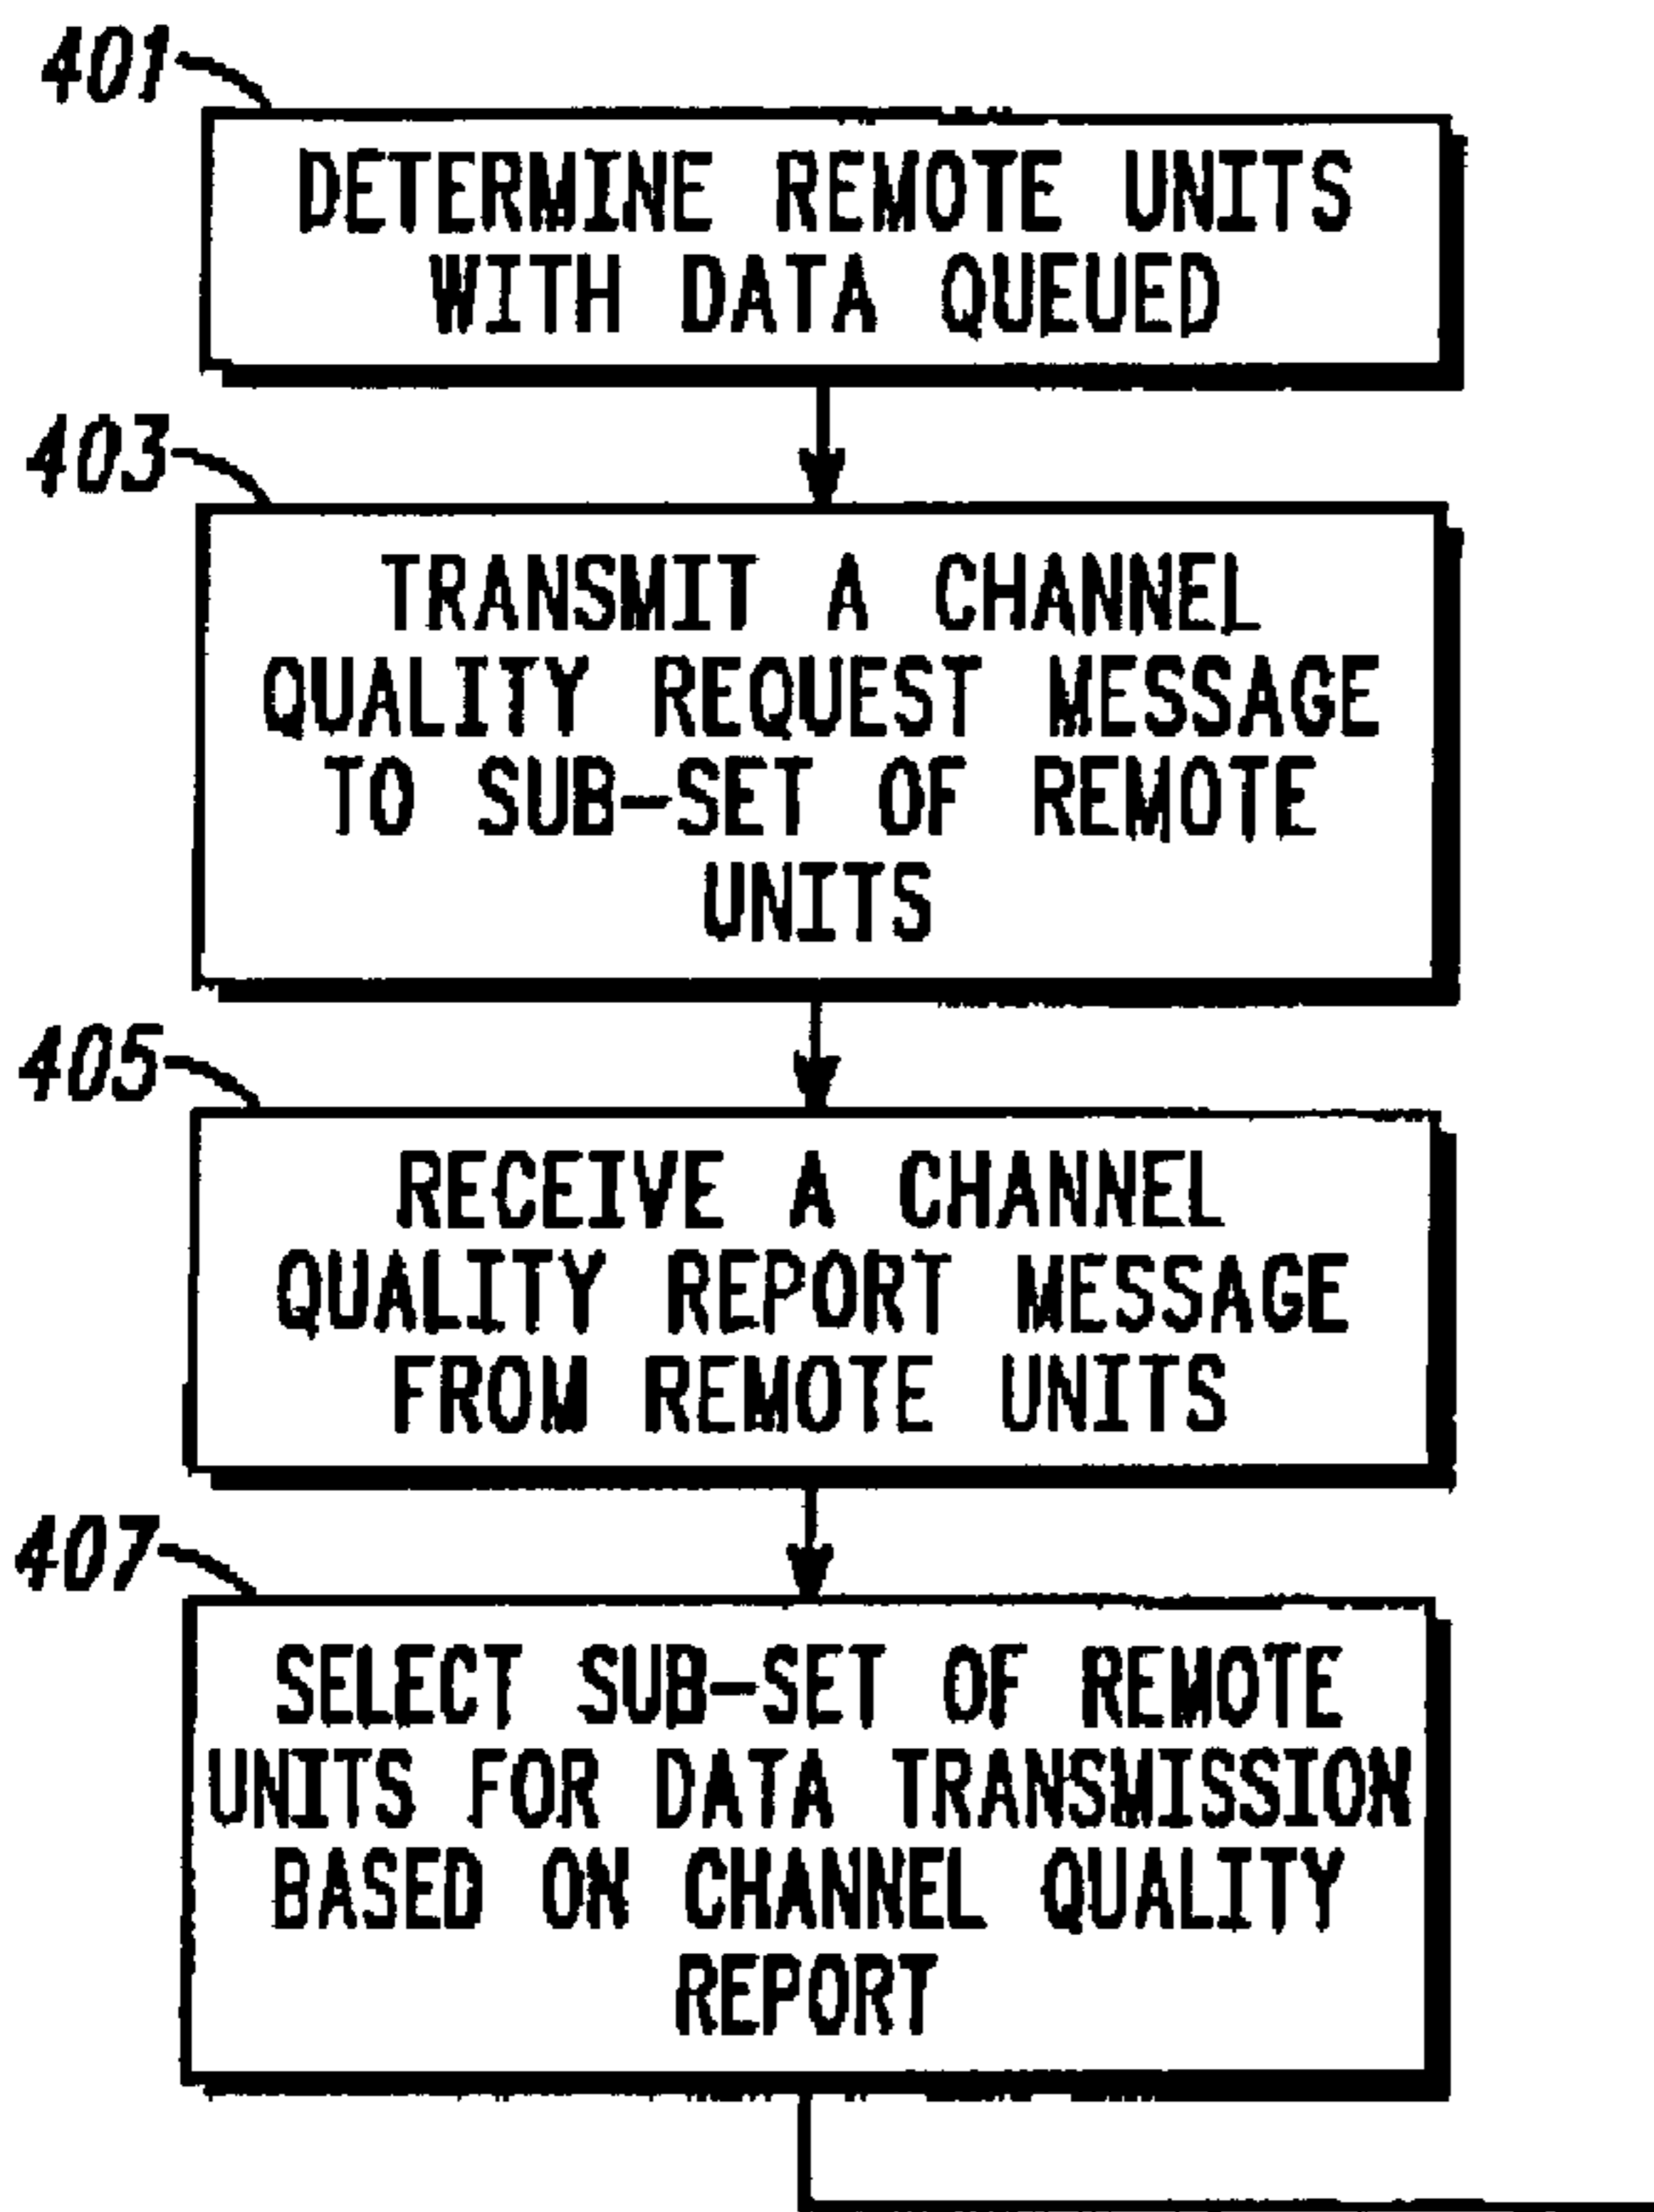 401
DETERMINE REMOTE UNITS
WITH DATA QUEUED
403
TRANSMIT A CHANNEL
QUALITY REQUEST MESSAGE
TO SUB-SET OF REMOTE
UNITS
405
RECEIVE A CHANNEL
QUALITY REPORT MESSAGE
FROM REMOTE UNITS
407
SELECT SUB-SET OF REMOTE
UNITS FOR DATA TRANSMISSION
BASED ON CHANNEL QUALITY
REPORT